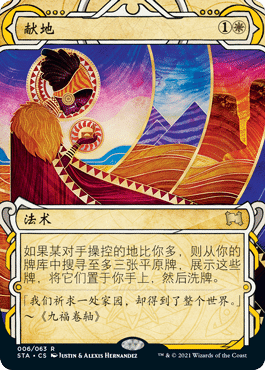 献地
1
法术
如果某对手操控的地比你多，则从你的
牌库中搜寻至多三张平原牌，展示这些
牌，将它们置于你手上，然后洗牌。
「我们祈求一处家园，却得到了整个世界。」
～《九福卷轴》
006/063 R
STA • CS JUSTIN & ALEXIS HERNANDEZ
™ & © 2021 Wizards of the Coast